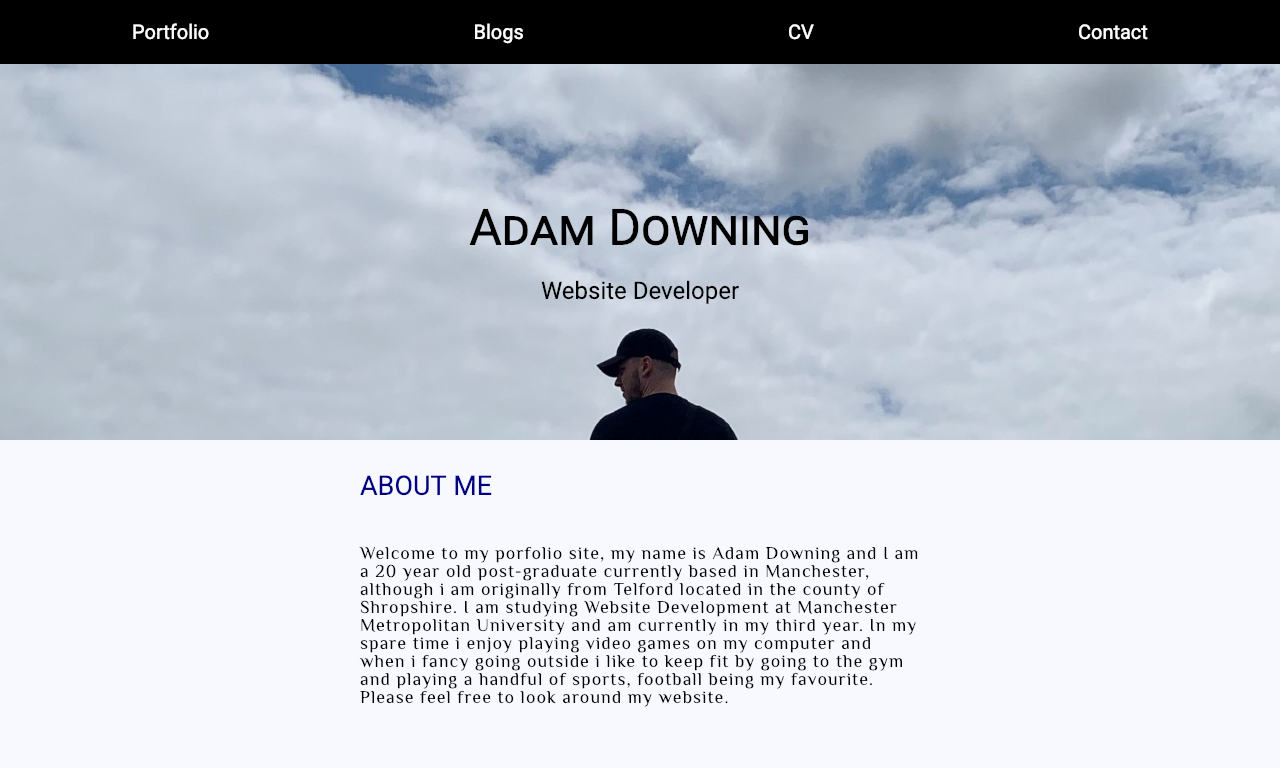 Portfolio Blogs CV Contact
Adam Downing
Website Developer
ABOUT ME
Welcome to my porfolio site, my name is Adam Downing and I am
a 20 year old post-graduate currently based in Manchester,
although i am originally from Telford located in the county of
Shropshire. I am studying Website Development at Manchester
Metropolitan University and am currently in my third year. In my
spare time i enjoy playing video games on my computer and
when i fancy going outside i like to keep fit by going to the gym
and playing a handful of sports, football being my favourite.
Please feel free to look around my website.